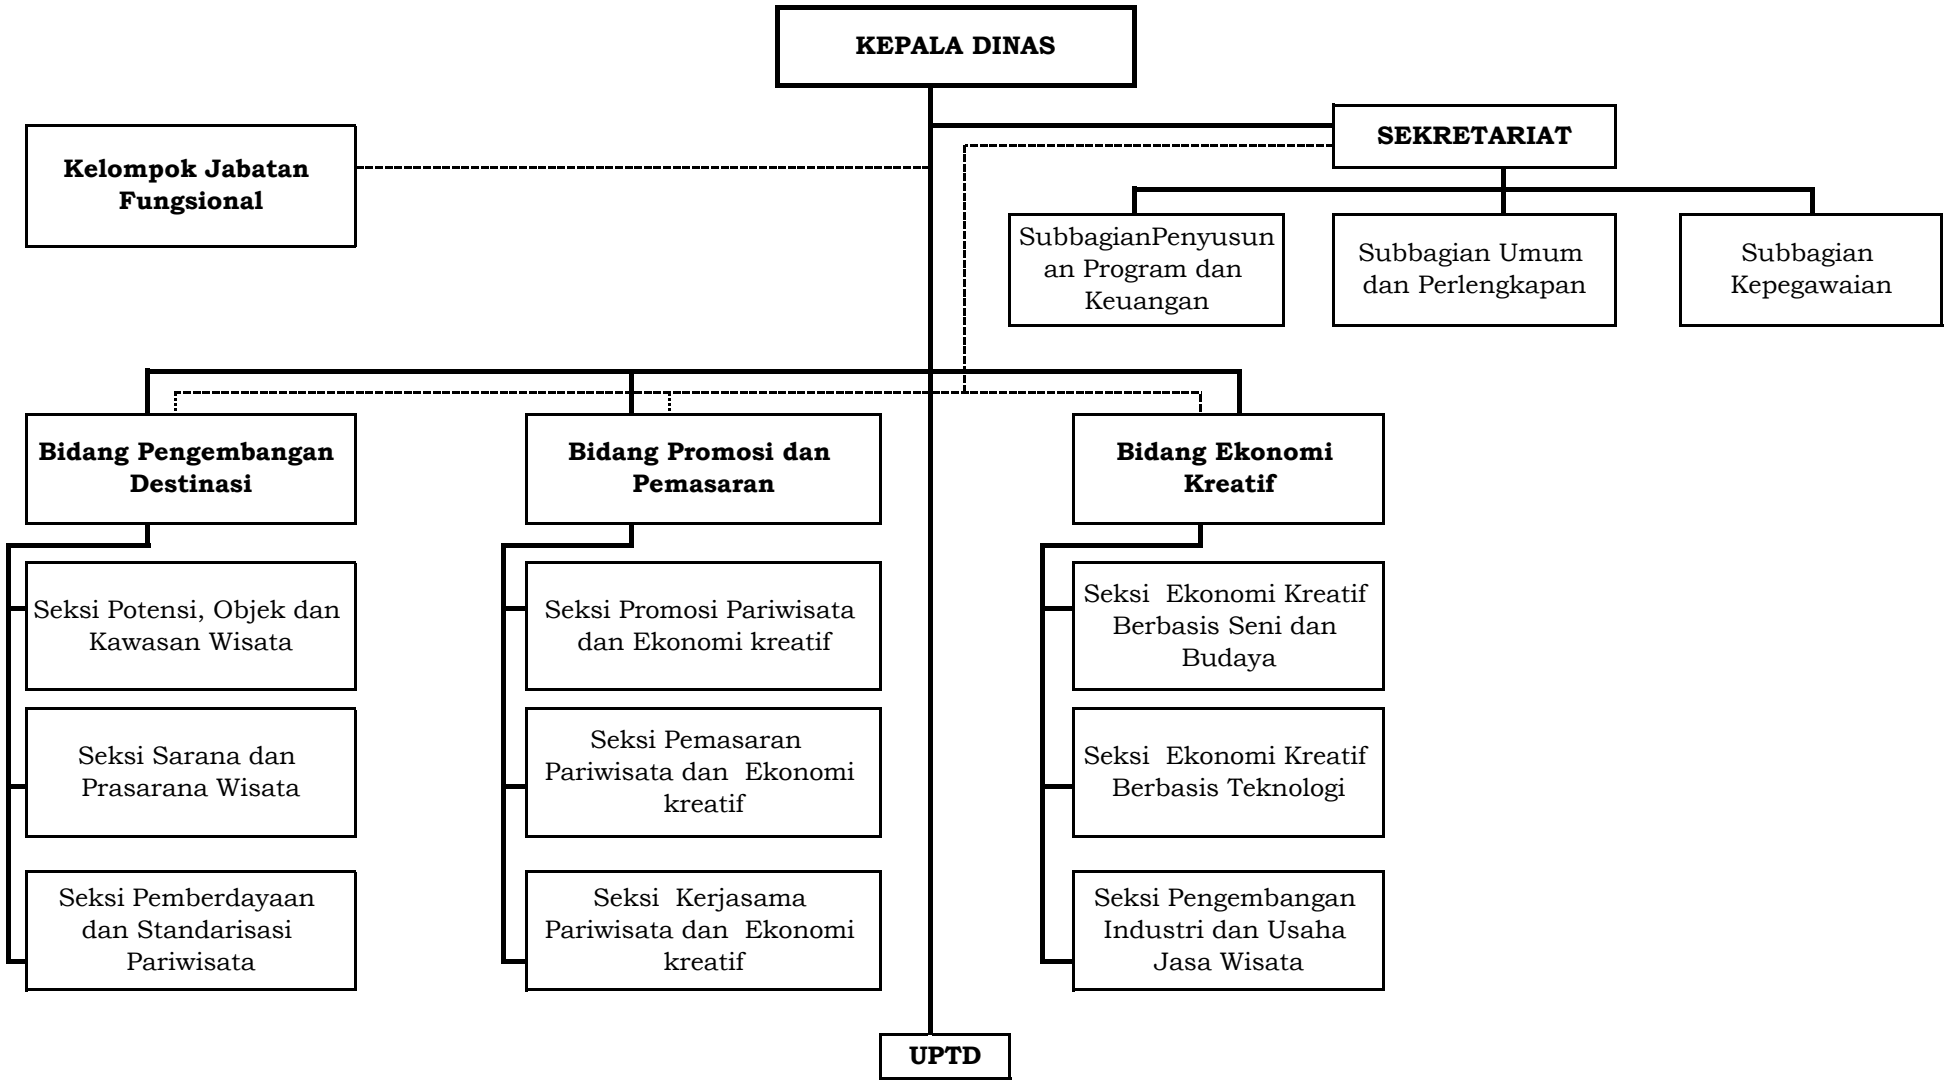 KEPALA DINAS
SEKRETARIAT
Kelompok Jabatan
Fungsional
SubbagianPenyusun
an Program dan
Keuangan
Subbagian Umum
dan Perlengkapan
Subbagian
Kepegawaian
Bidang Pengembangan
Destinasi
Bidang Promosi dan
Pemasaran
Bidang Ekonomi
Kreatif
Seksi Potensi, Objek dan
Kawasan Wisata
Seksi Promosi Pariwisata
dan Ekonomi kreatif
Seksi  Ekonomi Kreatif
Berbasis Seni dan
Budaya
Seksi Sarana dan
Prasarana Wisata
Seksi Pemasaran
Pariwisata dan  Ekonomi
kreatif
Seksi  Ekonomi Kreatif
Berbasis Teknologi
Seksi Pemberdayaan
dan Standarisasi
Pariwisata
Seksi  Kerjasama
Pariwisata dan  Ekonomi
kreatif
Seksi Pengembangan
Industri dan Usaha
Jasa Wisata
UPTD